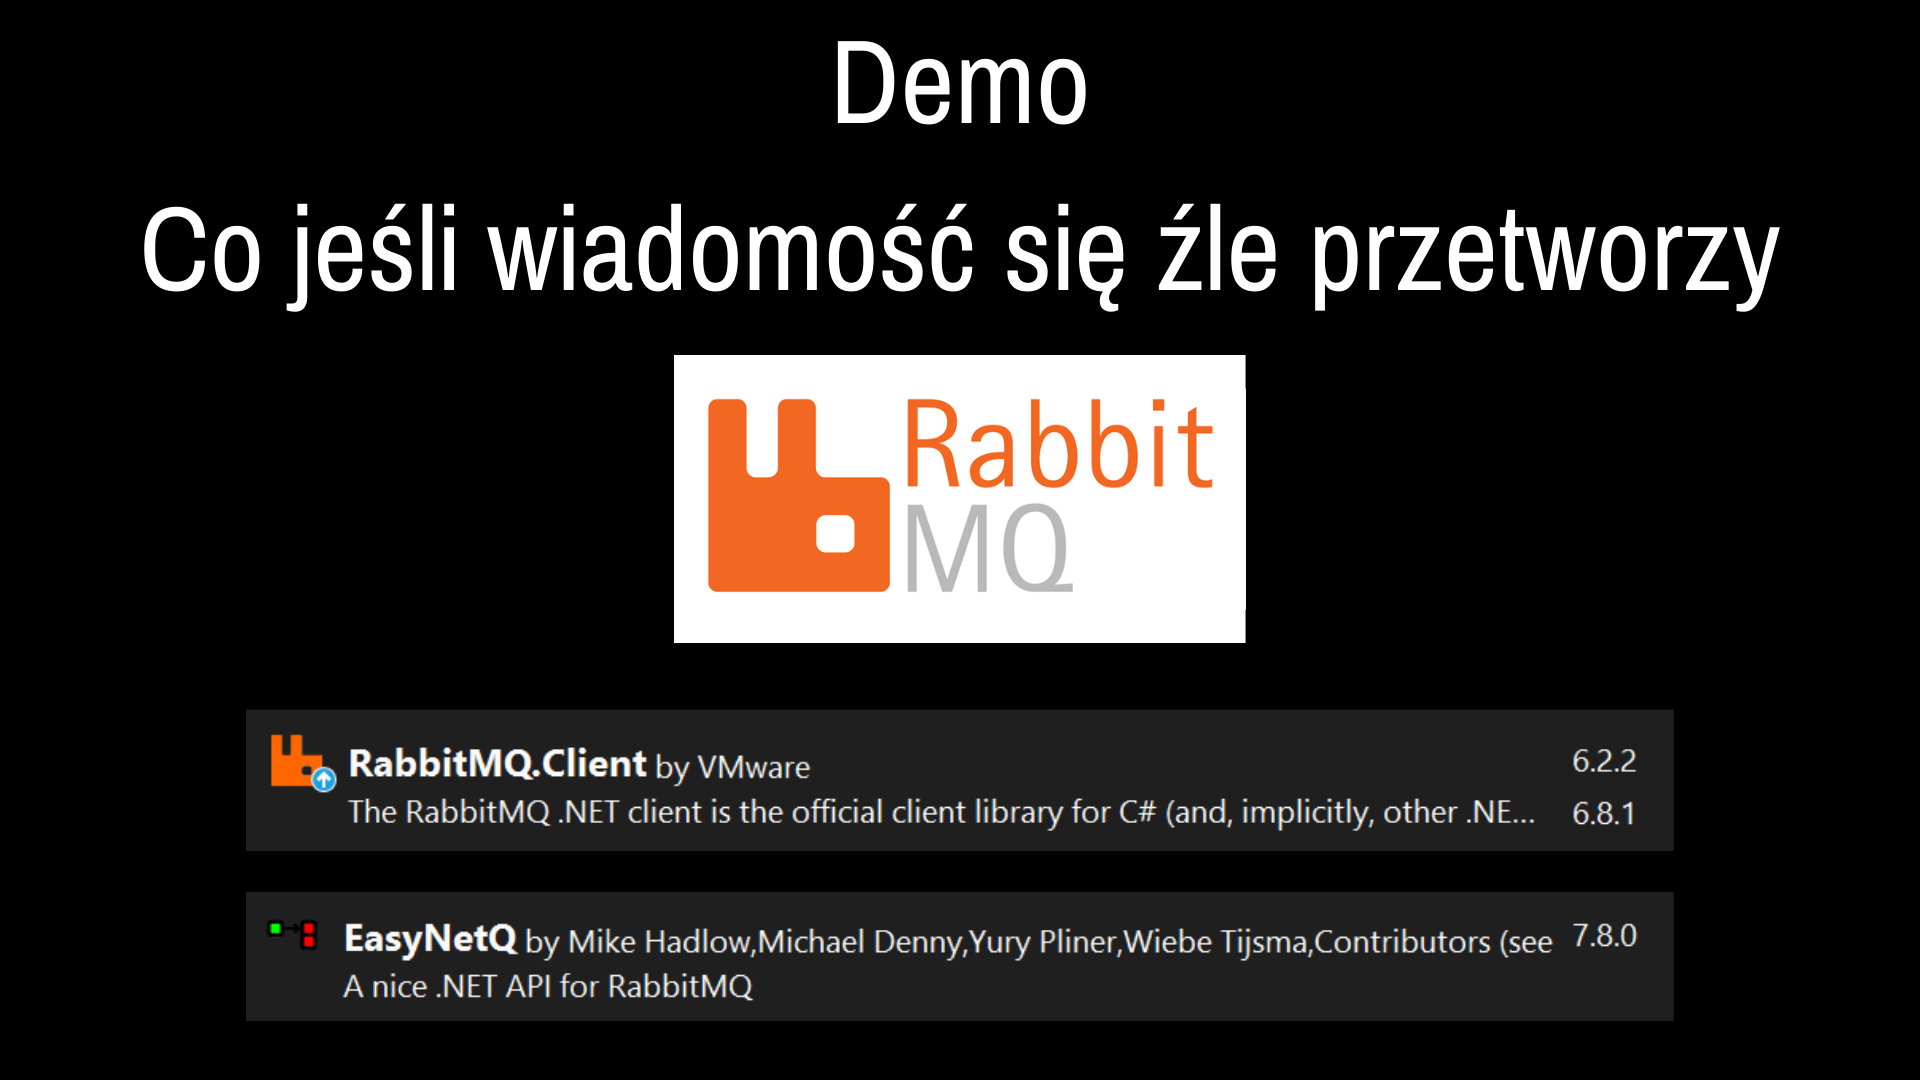 Demo
Co jeśli wiadomość się źle przetworzy
Rabbit
MQ
RabbitMQ.Client by VMware 6.2.2
The RabbitMQ .NET client is the official client library for C# (and, implicitly, other .NE... 6.8.1
EasyNetQ by Mike Hadlow,Michael Denny,Yury Pliner,Wiebe Tijsma,Contributors (see 7.8.0
A nice .NET API for RabbitMQ